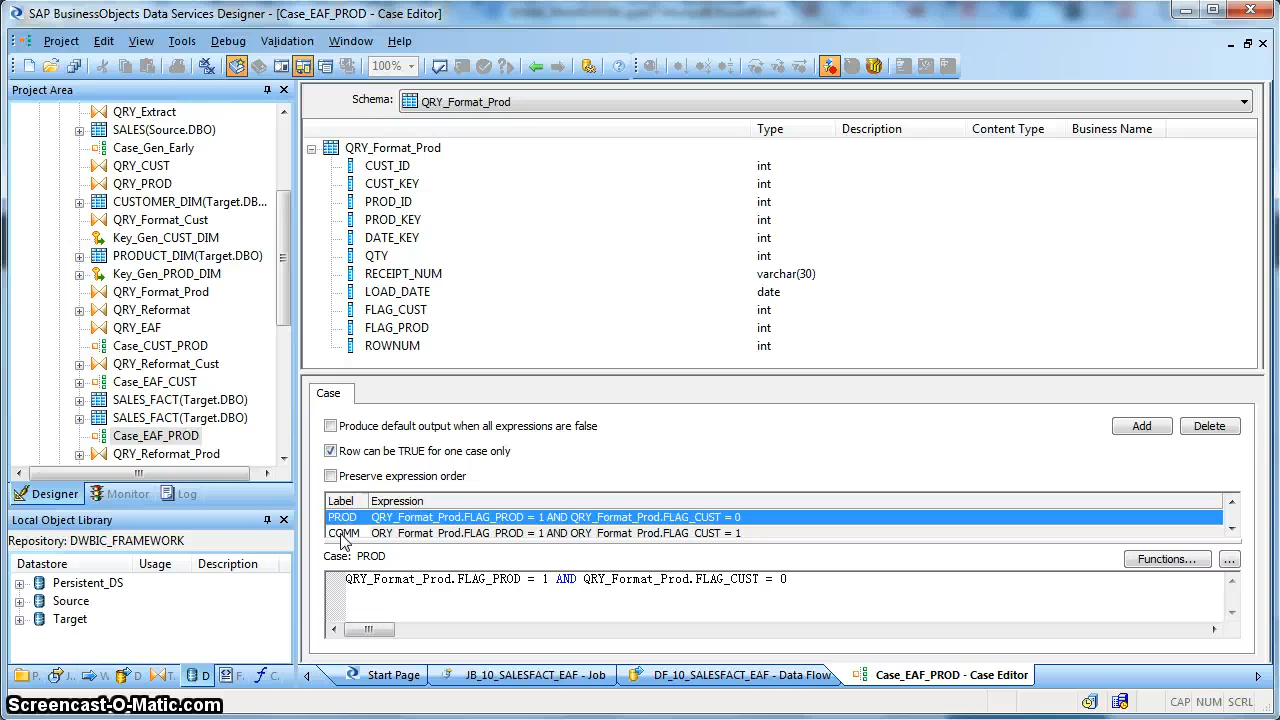 SAP BusinessObjects Data Services Designer - [Case_EAF_PROD - Case Editor]
Project Edit View Tools Debug Validation Window Help
100%
Project Area
QRY_Extract
SALES(Source.DBO)
Case_Gen_Early
QRY_CUST
QRY_PROD
CUSTOMER_DIM(Target.DB...
QRY_Format_Cust
Key_Gen_CUST_DIM
PRODUCT_DIM(Target.DBO)
Key_Gen_PROD_DIM
QRY_Format_Prod
QRY_Reformat
QRY_EAF
Case_CUST_PROD
QRY_Reformat_Cust
Case_EAF_CUST
SALES_FACT(Target.DBO)
SALES_FACT(Target.DBO)
Case_EAF_PROD
QRY_Reformat_Prod
Designer Monitor Log
Local Object Library
Repository: DWBIC_FRAMEWORK
Datastore Usage Description
Persistent_DS
Source
Target
P. J. W D T. D F. C.
Schema: QRY_Format_Prod
Type Description Content Type Business Name
QRY_Format_Prod
CUST_ID int
CUST_KEY int
PROD_ID int
PROD_KEY int
DATE_KEY int
QTY int
RECEIPT_NUM varchar(30)
LOAD_DATE date
FLAG_CUST int
FLAG_PROD int
ROWNUM int
Case
Produce default output when all expressions are false
Add Delete
Row can be TRUE for one case only
Preserve expression order
Label Expression
PROD QRY_Format_Prod.FLAG_PROD = 1 AND QRY_Format_Prod.FLAG_CUST = 0
COMM QRY_Format_Prod.FLAG_PROD = 1 AND QRY_Format_Prod.FLAG_CUST = 1
Case: PROD
Functions... ...
QRY_Format_Prod.FLAG_PROD = 1 AND QRY_Format_Prod.FLAG_CUST = 0
Start Page JB_10_SALESFACT_EAF - Job DF_10_SALESFACT_EAF - Data Flow Case_EAF_PROD - Case Editor
CAP NUM SCRL
Screencast-O-Matic.com